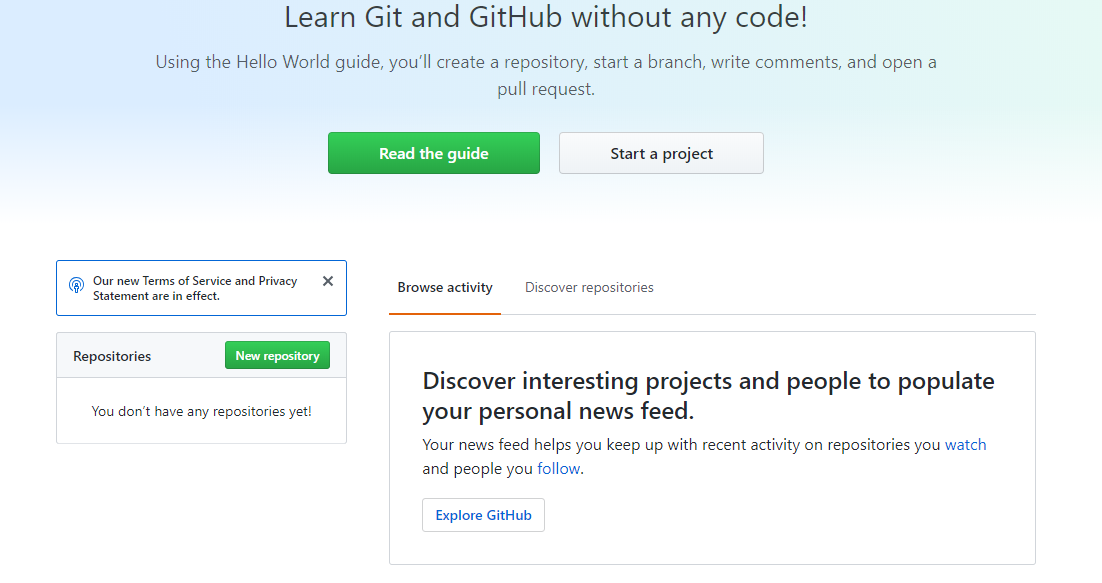 Learn Git and GitHub without any code!
Using the Hello World guide, you’ll create a repository, start a branch, write comments, and open a
pull request.
Read the guide
Start a project
Our new Terms of Service and Privacy
Statement are in effect.
Repositories
New repository
You don’t have any repositories yet!
Browse activity
Discover repositories
Discover interesting projects and people to populate
your personal news feed.
Your news feed helps you keep up with recent activity on repositories you watch
and people you follow.
Explore GitHub